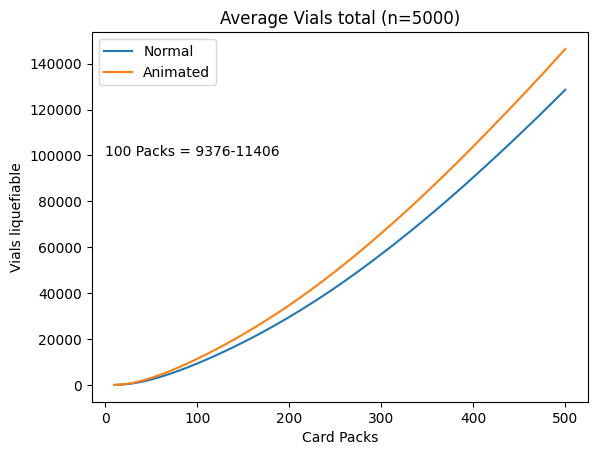 Average Vials total (n=5000)
Normal
Animated
100 Packs = 9376-11406
Vials liquefiable
140000
120000
100000
80000
60000
40000
20000
0
0 100 200 300 400 500
Card Packs